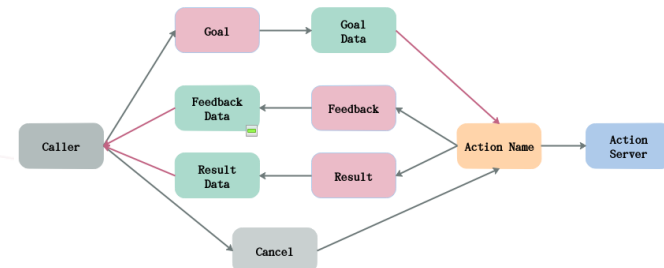 Goal
Goal
Data
Feedback
Data
Feedback
Caller
Action Name
Action
Server
Result
Data
Result
Cancel